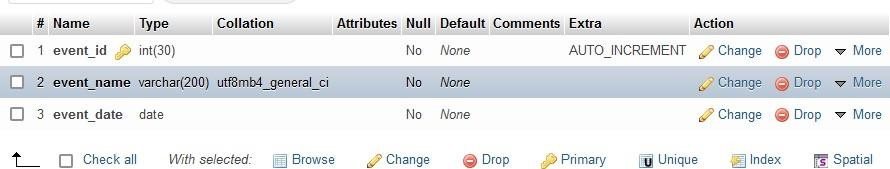 # Name Type Collation Attributes Null Default Comments Extra Action
1 event_id int(30) No None AUTO_INCREMENT Change Drop More
2 event_name varchar(200) utf8mb4_general_ci No None Change Drop More
3 event_date date No None Change Drop More
Check all With selected: Browse Change Drop Primary U Unique Index S Spatial